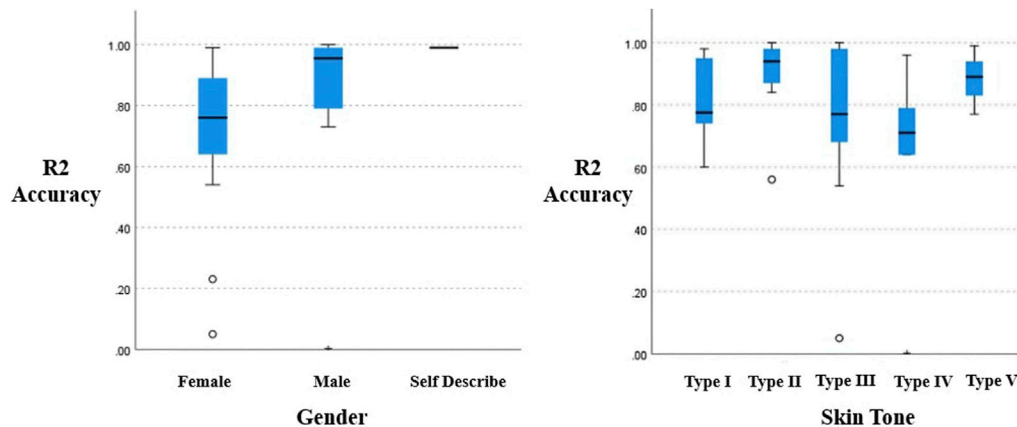 1.00
.80
.60
.40
.20
.00
R2
Accuracy
Female Male Self Describe
Gender
1.00
.80
.60
40
.20
.00
R2
Accuracy
Type I Type II Type III Type IV Type V
Skin Tone